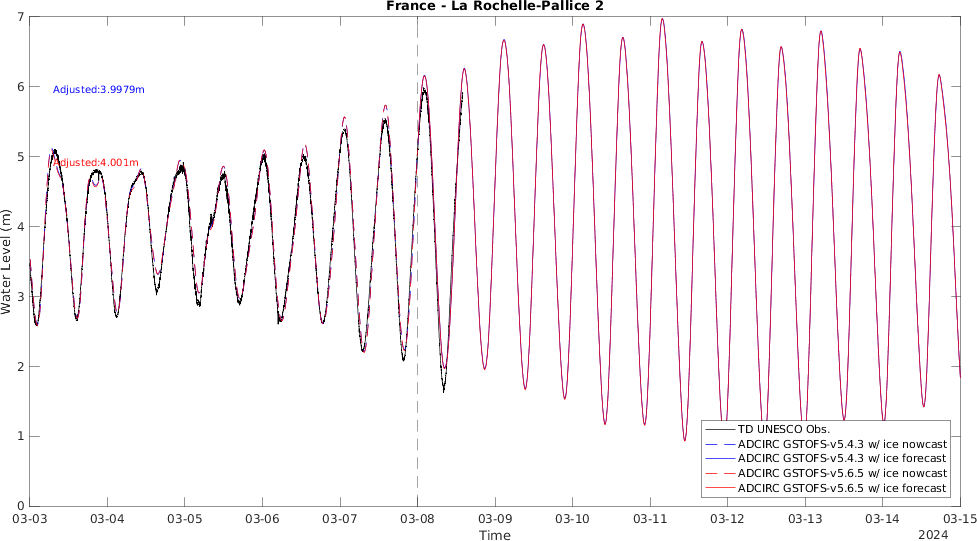 France - La Rochelle-Pallice 2
7
6
5
4
3
2
1
0
Water Level (m)
Adjusted:3.9979m
Adjusted:4.001m
TD UNESCO Obs.
ADCIRC GSTOFS-v5.4.3 w/ ice nowcast
ADCIRC GSTOFS-v5.4.3 w/ ice forecast
ADCIRC GSTOFS-v5.6.5 w/ ice nowcast
ADCIRC GSTOFS-v5.6.5 w/ ice forecast
03-03 03-04 03-05 03-06 03-07 03-08 03-09 03-10 03-11 03-12 03-13 03-14 03-15
Time
2024